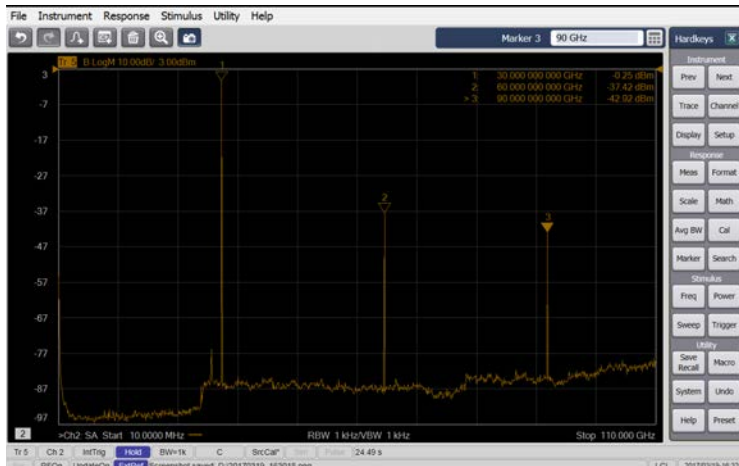 File Instrument Response Stimulus Utility Help
Marker 3 90 GHz
Hardkeys X
Tr 5 B LogM 10.00dB/ 3.00dBm
1: 30.000 000 000 GHz -0.25 dBm
2: 60.000 000 000 GHz -37.42 dBm
> 3: 90.000 000 000 GHz -42.92 dBm
1
2
3
3
-7
-17
-27
-37
-47
-57
-67
-77
-87
-97
2 >Ch2: SA Start 10.0000 MHz RBW 1 kHz/VBW 1 kHz Stop 110.000 GHz
Instrument
Prev Next
Trace Channel
Display Setup
Response
Meas Format
Scale Math
Avg BW Cal
Marker Search
Stimulus
Freq Power
Sweep Trigger
Utility
Save Recall Macro
System Undo
Help Preset
Tr 5 Ch 2 IntTrig Hold BW=1k C SrcCal* Sim Pulse 24.49 s
LCL